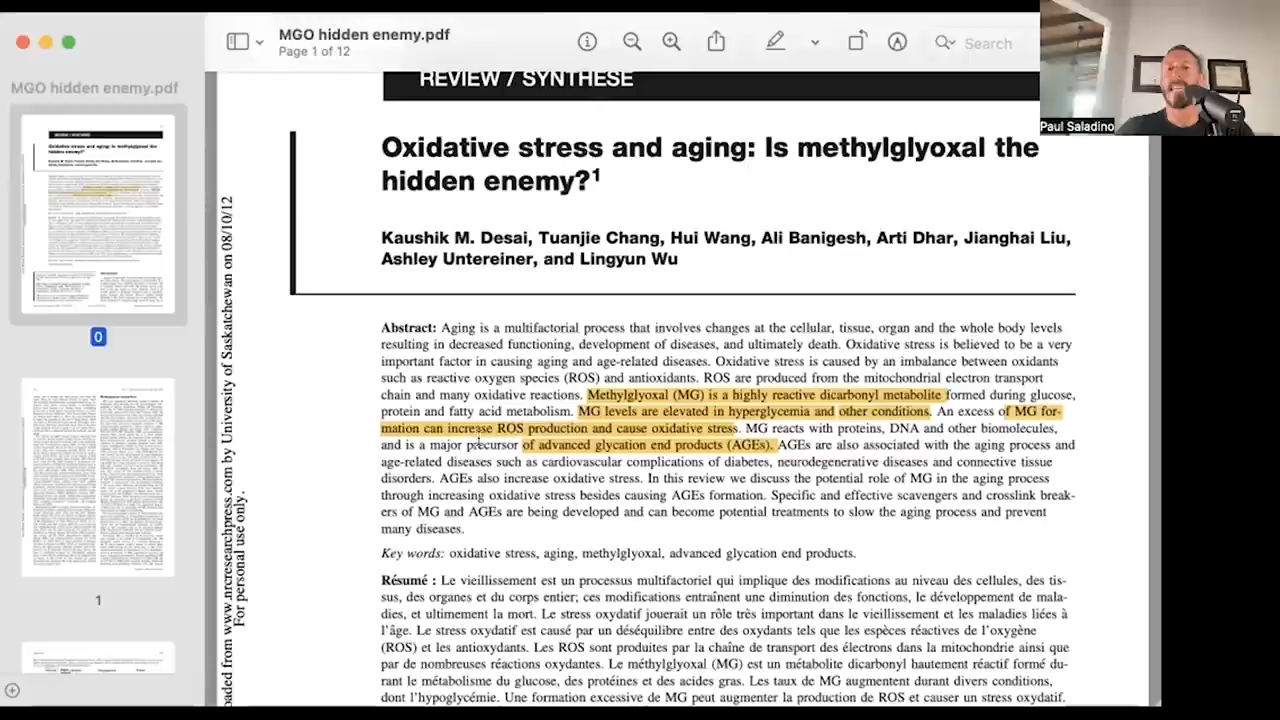 MGO hidden enemy.pdf
Page 1 of 12
Search
Paul Saladino
MGO hidden enemy.pdf
0
1
REVIEW / SYNTHÈSE
Oxidative stress and aging: is methylglyoxal the
hidden enemy?1
Kaushik M. Desai, Tuanjie Chang, Hui Wang, Ali Banigesh, Arti Dhar, Jianghai Liu,
Ashley Untereiner, and Lingyun Wu
Abstract: Aging is a multifactorial process that involves changes at the cellular, tissue, organ and the whole body levels
resulting in decreased functioning, development of diseases, and ultimately death. Oxidative stress is believed to be a very
important factor in causing aging and age-related diseases. Oxidative stress is caused by an imbalance between oxidants
such as reactive oxygen species (ROS) and antioxidants. ROS are produced from the mitochondrial electron transport
chain and many oxidative reactions. Methylglyoxal (MG) is a highly reactive dicarbonyl metabolite formed during glucose,
protein and fatty acid metabolism. MG levels are elevated in hyperglycemia and other conditions. An excess of MG for-
mation can increase ROS production and cause oxidative stress. MG reacts with proteins, DNA and other biomolecules,
and is a major of advanced glycation end products (AGEs). AGEs are also associated with the aging process and
age-related diseases such as cardiovascular complications of diabetes, neurodegenerative diseases and connective tissue
disorders. AGEs also increase oxidative stress. In this review we discuss the potential role of MG in the aging process
through increasing oxidative stress besides causing AGEs formation. Specific and effective scavengers and crosslink break-
ers of MG and AGEs are being developed and can become potential treatments to slow the aging process and prevent
many diseases.
Key words: oxidative stress, aging, methylglyoxal, advanced glycation end products.
Résumé : Le vieillissement est un processus multifactoriel qui implique des modifications au niveau des cellules, des tis-
sus, des organes et du corps entier; ces modifications entraînent une diminution des fonctions, le développement de mala-
dies, et ultimement la mort. Le stress oxydatif jouerait un rôle très important dans le vieillissement et les maladies liées à
l'âge. Le stress oxydatif est causé par un déséquilibre entre des oxydants tels que les espèces réactives de l'oxygène
(ROS) et les antioxydants. Les ROS sont produites par la chaîne de transport des électrons dans la mitochondrie ainsi que
par de nombreuses réactions oxydantes. Le méthylglyoxal (MG) est un métabolite dicarbonyl hautement réactif formé du-
rant le métabolisme du glucose, des protéines et des acides gras. Les taux de MG augmentent durant divers conditions,
dont l'hypoglycémie. Une formation excessive de MG peut augmenter la production de ROS et causer un stress oxydatif.
oaded from www.nrcresearchpress.com by University of Saskatchewan on 08/10/12
For personal use only.